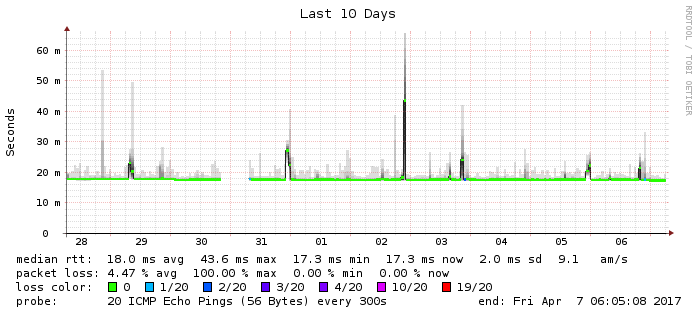 Last 10 Days
RRDTOOL / TOBI OETIKER
Seconds
60 m
50 m
40 m
30 m
20 m
10 m
0
28 29 30 31 01 02 03 04 05 06
median rtt: 18.0 ms avg 43.6 ms max 17.3 ms min 17.3 ms now 2.0 ms sd 9.1 am/s
packet loss: 4.47 % avg 100.00 % max 0.00 % min 0.00 % now
loss color: 0 1/20 2/20 3/20 4/20 10/20 19/20
probe: 20 ICMP Echo Pings (56 Bytes) every 300s end: Fri Apr 7 06:05:08 2017